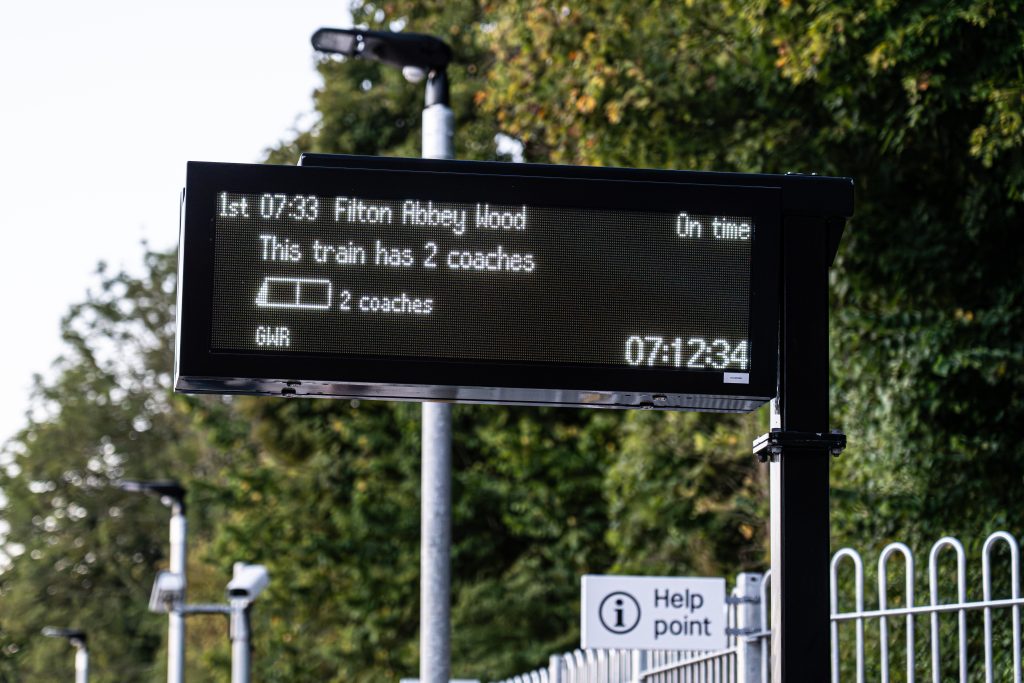 1st 07:33 Filton Abbey Wood On time
This train has 2 coaches
2 coaches
GWR 07:12:34
i Help
point